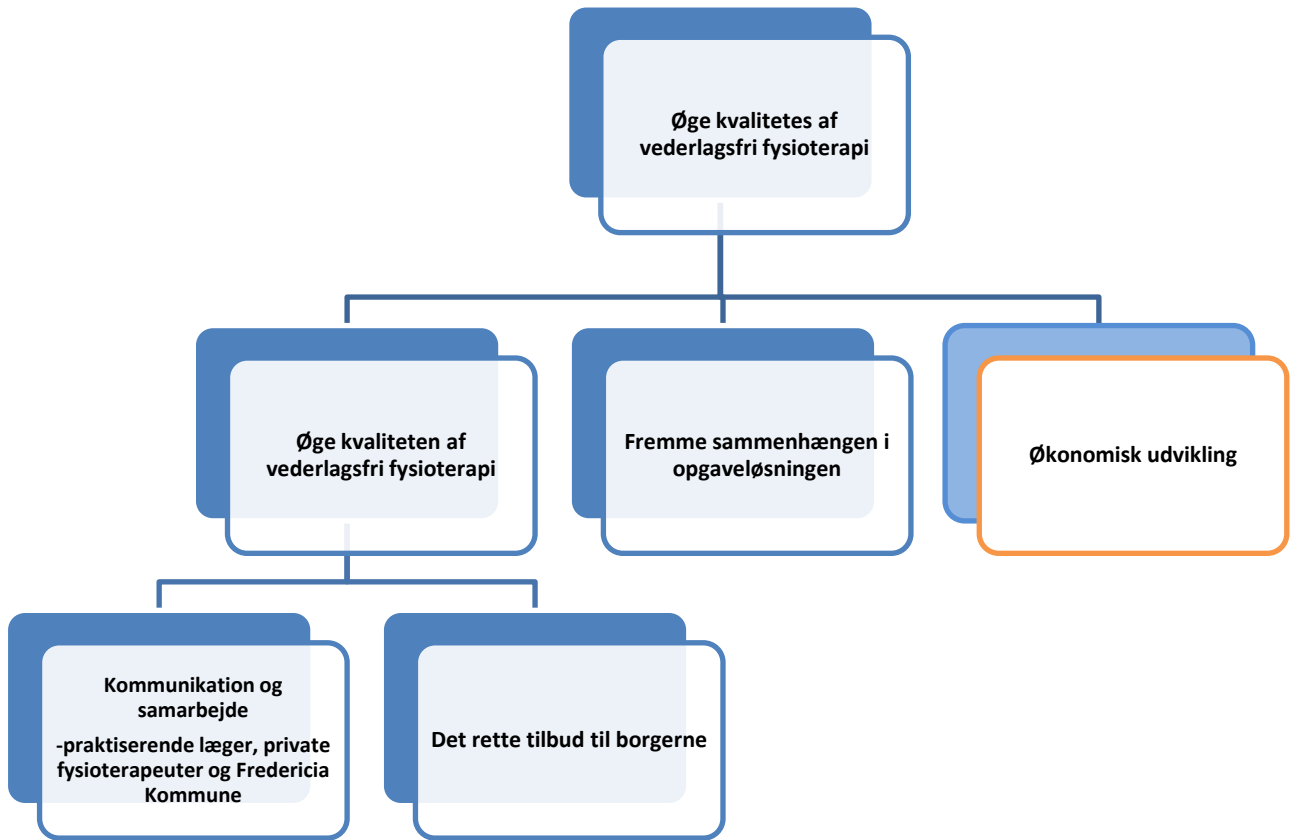 Øge kvalitetes af
vederlagsfri fysioterapi
Øge kvaliteten af
vederlagsfri fysioterapi
Fremme sammenhængen i
opgaveløsningen
Økonomisk udvikling
Kommunikation og
samarbejde
-praktiserende læger, private
fysioterapeuter og Fredericia
Kommune
Det rette tilbud til borgerne